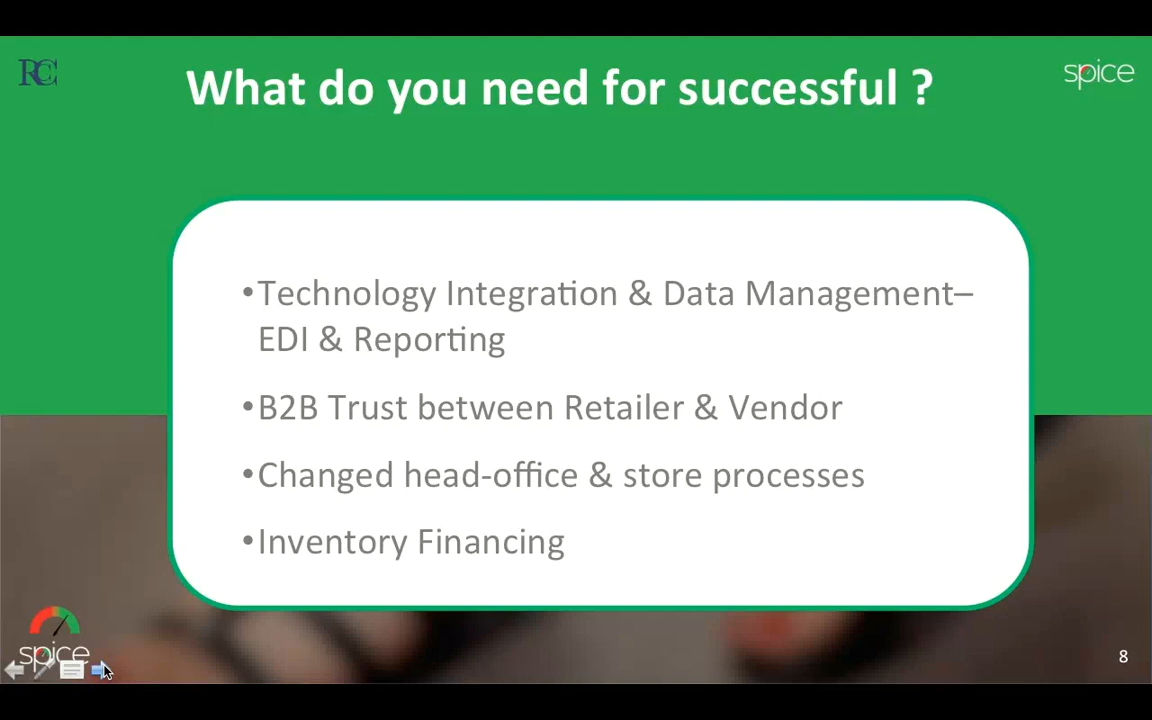 RCC
What do you need for successful ?
spice
•Technology Integration & Data Management–
EDI & Reporting
•B2B Trust between Retailer & Vendor
•Changed head-office & store processes
•Inventory Financing
spice
8